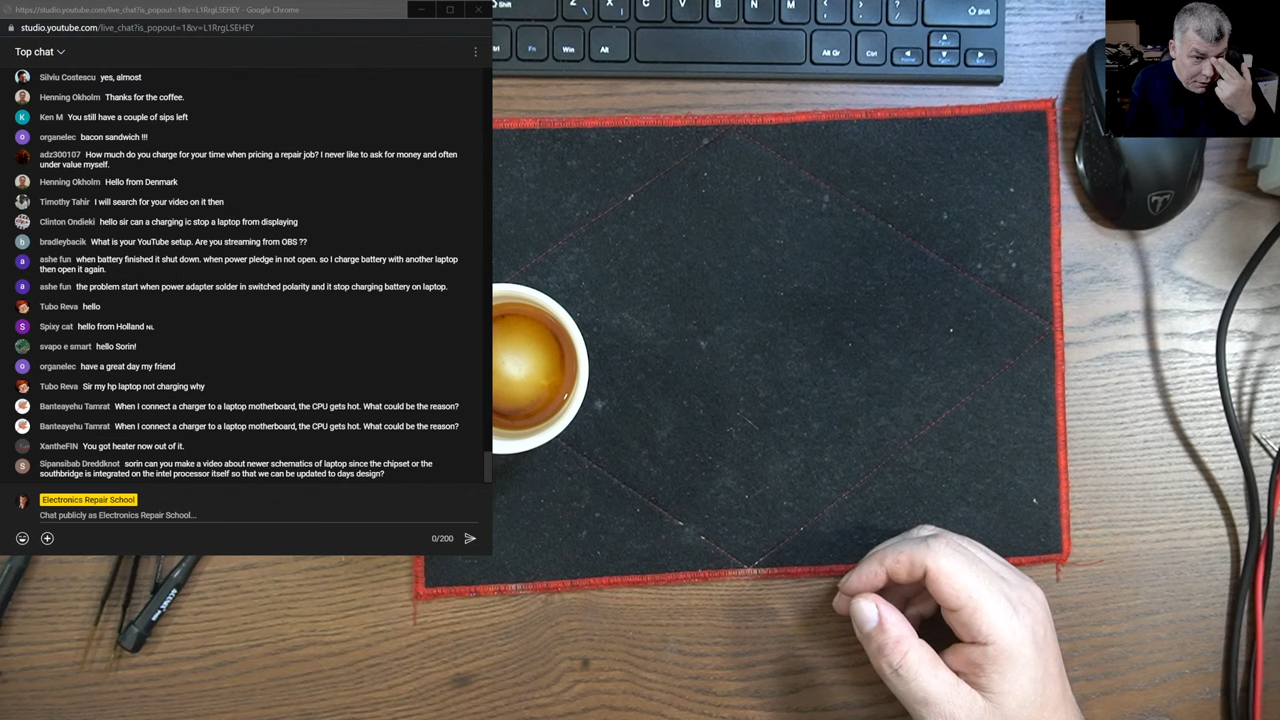 https://studio.youtube.com/live_chat?is_popout=1&v=L1RrgLSEHEY - Google Chrome
studio.youtube.com/live_chat?is_popout=1&v=L1RrgLSEHEY
Top chat
Silviu Costescu yes, almost
Henning Okholm Thanks for the coffee.
K Ken M You still have a couple of sips left
o organelec bacon sandwich !!!
adz300107 How much do you charge for your time when pricing a repair job? I never like to ask for money and often
under value myself.
Henning Okholm Hello from Denmark
Timothy Tahir I will search for your video on it then
Clinton Ondieki hello sir can a charging ic stop a laptop from displaying
b bradleybacik What is your YouTube setup. Are you streaming from OBS ??
a ashe fun when battery finished it shut down. when power pledge in not open. so I charge battery with another laptop
then open it again.
a ashe fun the problem start when power adapter solder in switched polarity and it stop charging battery on laptop.
Tubo Reva hello
S Spixy cat hello from Holland NL
svapo e smart hello Sorin!
o organelec have a great day my friend
Tubo Reva Sir my hp laptop not charging why
Banteayehu Tamrat When I connect a charger to a laptop motherboard, the CPU gets hot. What could be the reason?
Banteayehu Tamrat When I connect a charger to a laptop motherboard, the CPU gets hot. What could be the reason?
XantheFIN You got heater now out of it.
S Sipansibab Dreddknot sorin can you make a video about newer schematics of laptop since the chipset or the
southbridge is integrated on the intel processor itself so that we can be updated to days design?
Electronics Repair School
Chat publicly as Electronics Repair School...
0/200
Shift Z X C V B N M , . / Shift
Fn Win Alt Alt Gr Ctrl